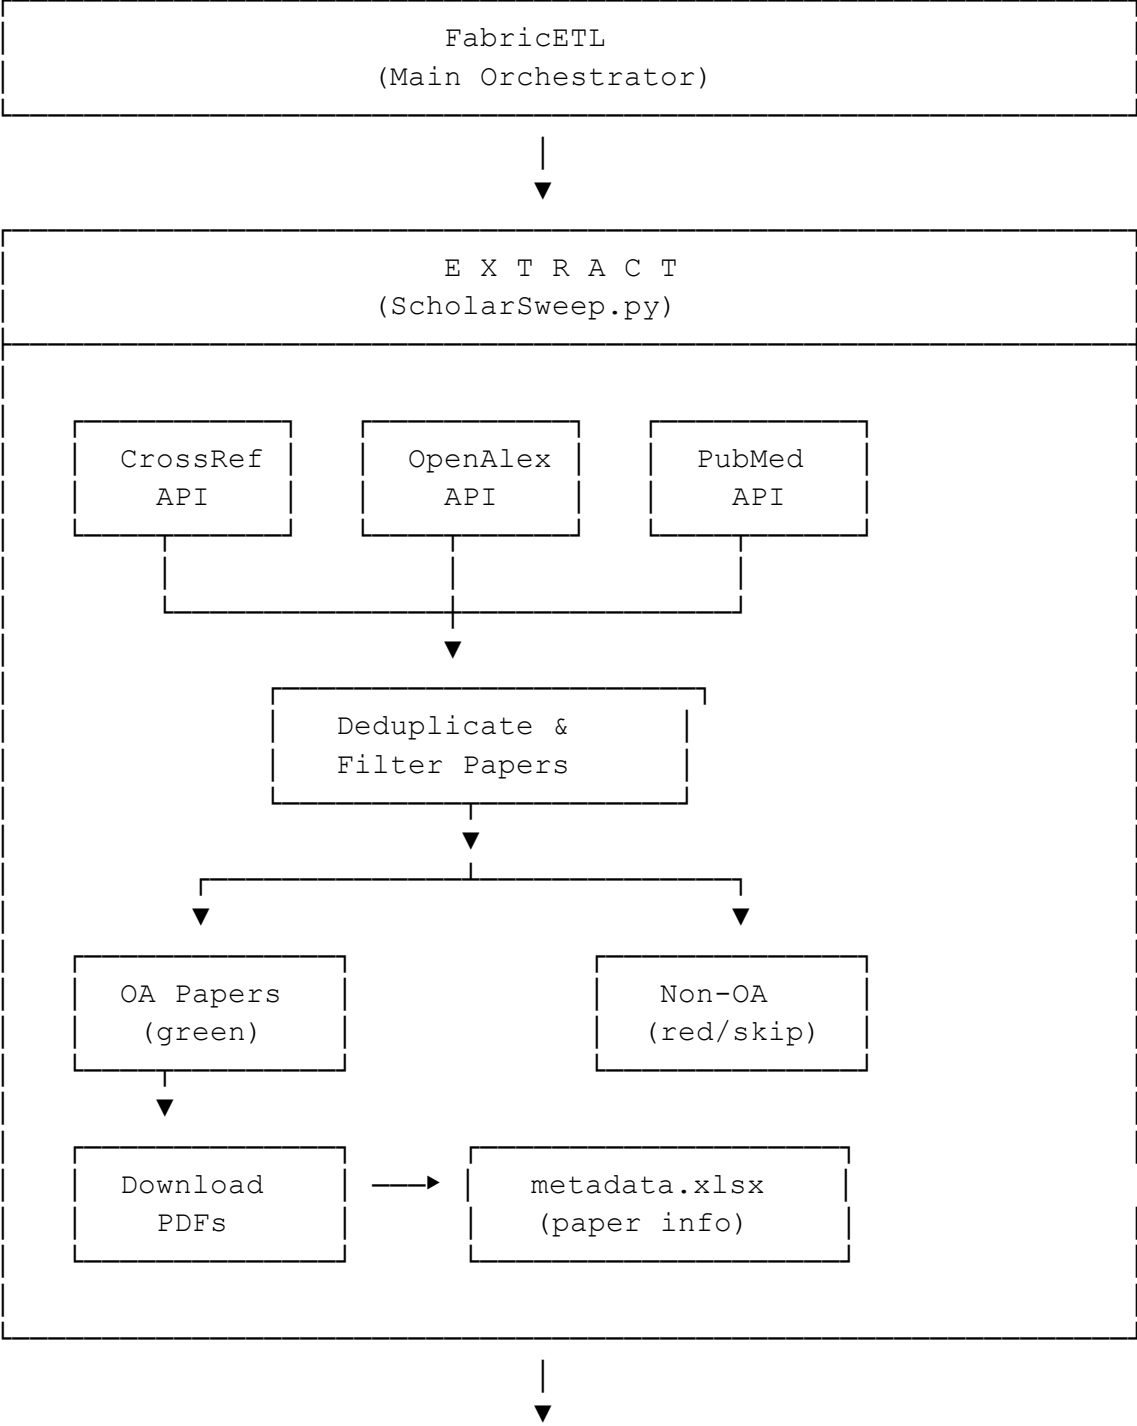 FabricETL
(Main Orchestrator)
E X T R A C T
(ScholarSweep.py)
CrossRef OpenAlex PubMed
API API API
Deduplicate &
Filter Papers
OA Papers Non-OA
(green) (red/skip)
Download metadata.xlsx
PDFs (paper info)